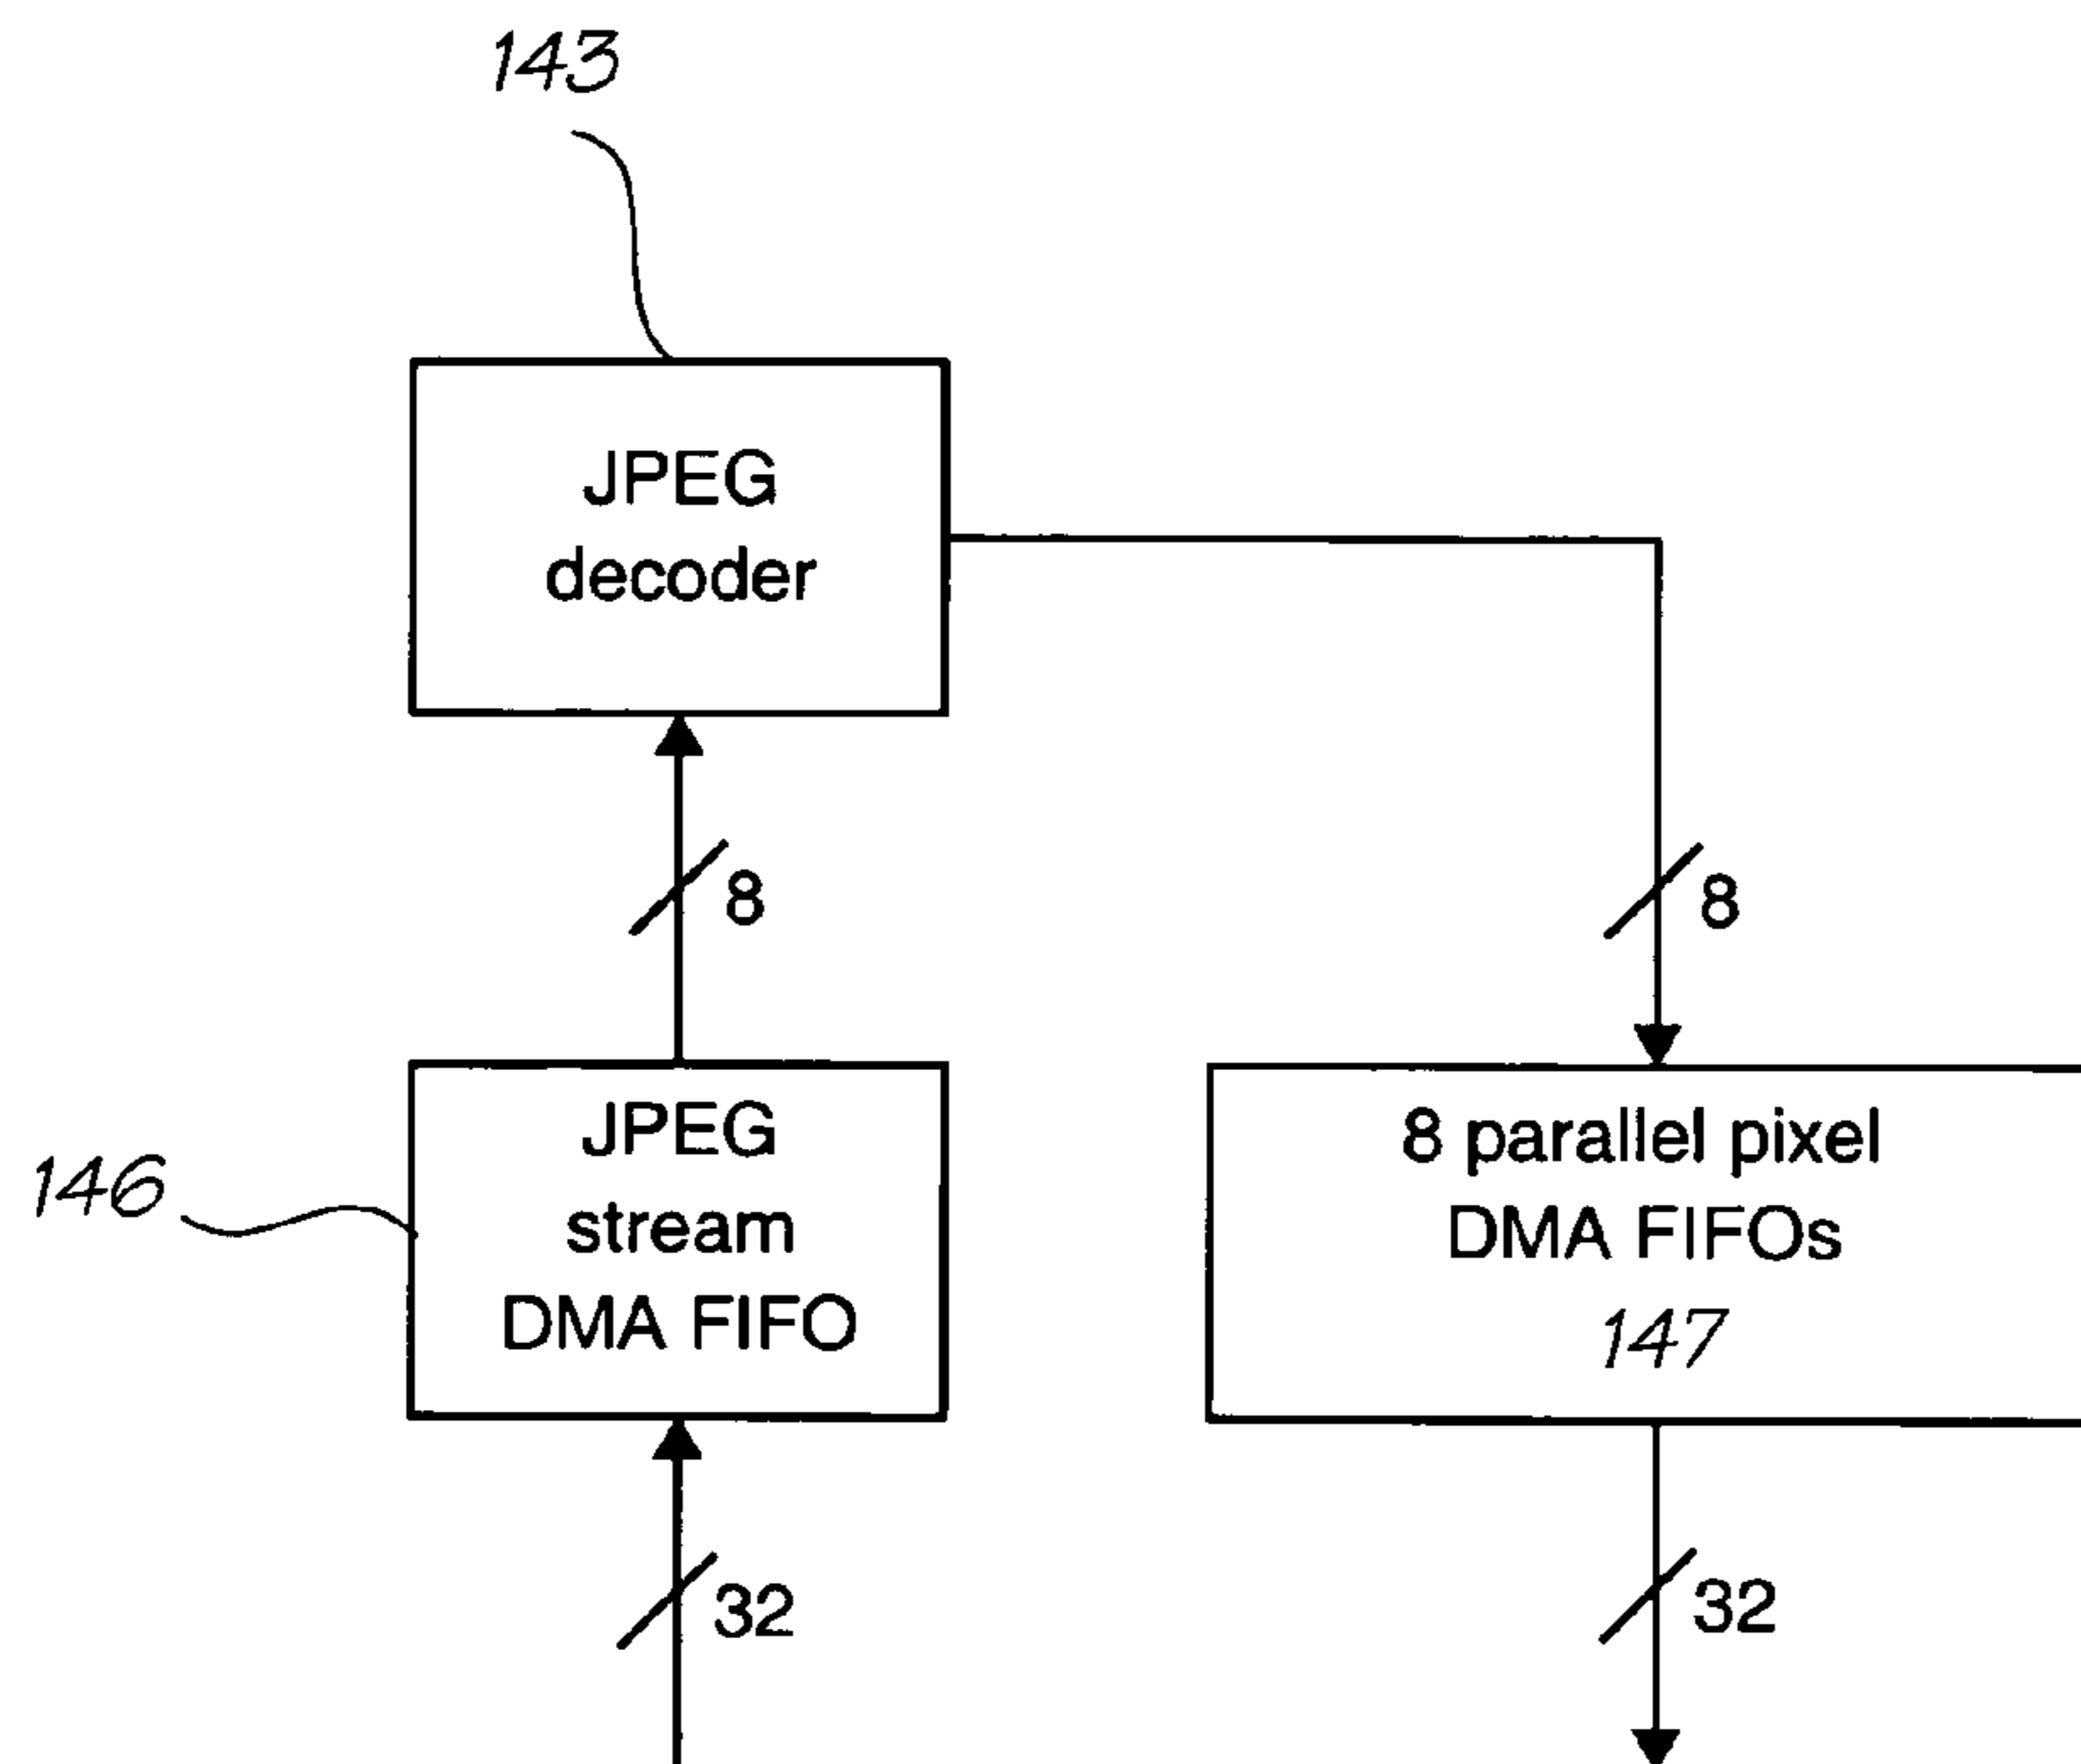 143
JPEG
decoder
8
8
JPEG
stream
DMA FIFO
146
8 parallel pixel
DMA FIFOs
147
32
32